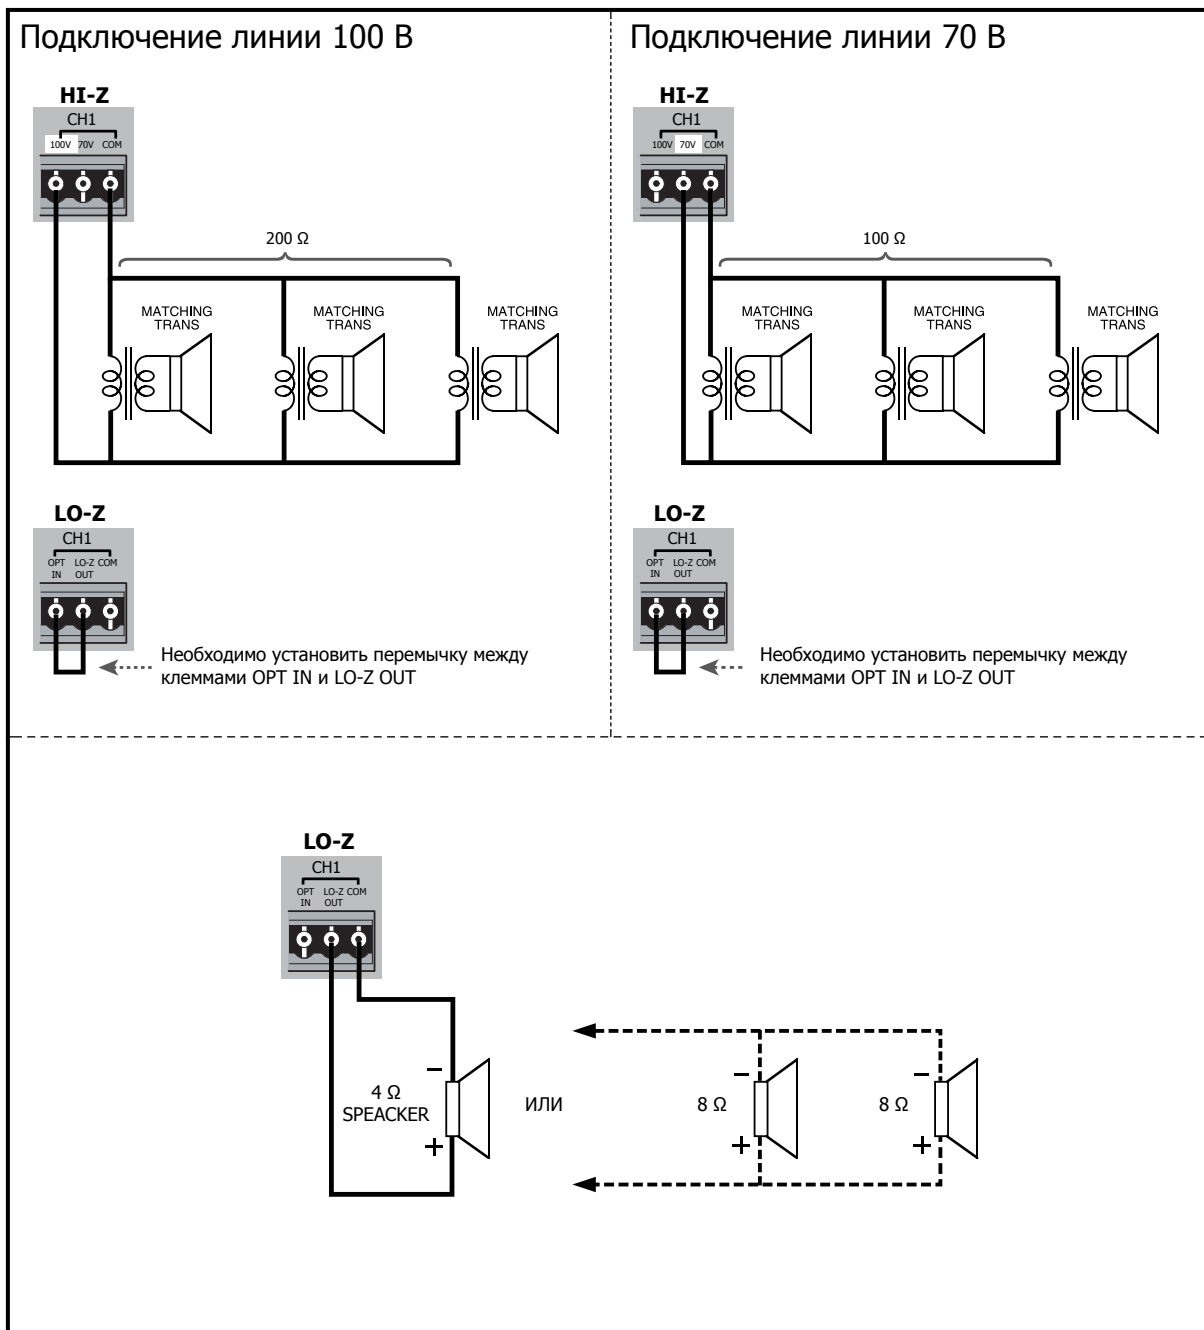 Подключение линии 100 В
HI-Z
CH1
100V 70V COM
200 Ω
MATCHING
TRANS
MATCHING
TRANS
MATCHING
TRANS
LO-Z
CH1
OPT LO-Z COM
IN OUT
Необходимо установить перемычку между
клеммами OPT IN и LO-Z OUT
Подключение линии 70 В
HI-Z
CH1
100V 70V COM
100 Ω
MATCHING
TRANS
MATCHING
TRANS
MATCHING
TRANS
LO-Z
CH1
OPT LO-Z COM
IN OUT
Необходимо установить перемычку между
клеммами OPT IN и LO-Z OUT
LO-Z
CH1
OPT LO-Z COM
IN OUT
4 Ω
SPEACKER
− +
ИЛИ
8 Ω
− +
8 Ω
− +